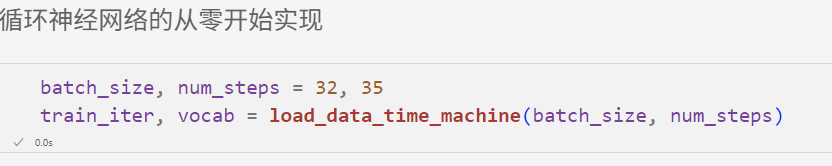 循环神经网络的从零开始实现
batch_size, num_steps = 32, 35
train_iter, vocab = load_data_time_machine(batch_size, num_steps)
✓ 0.0s